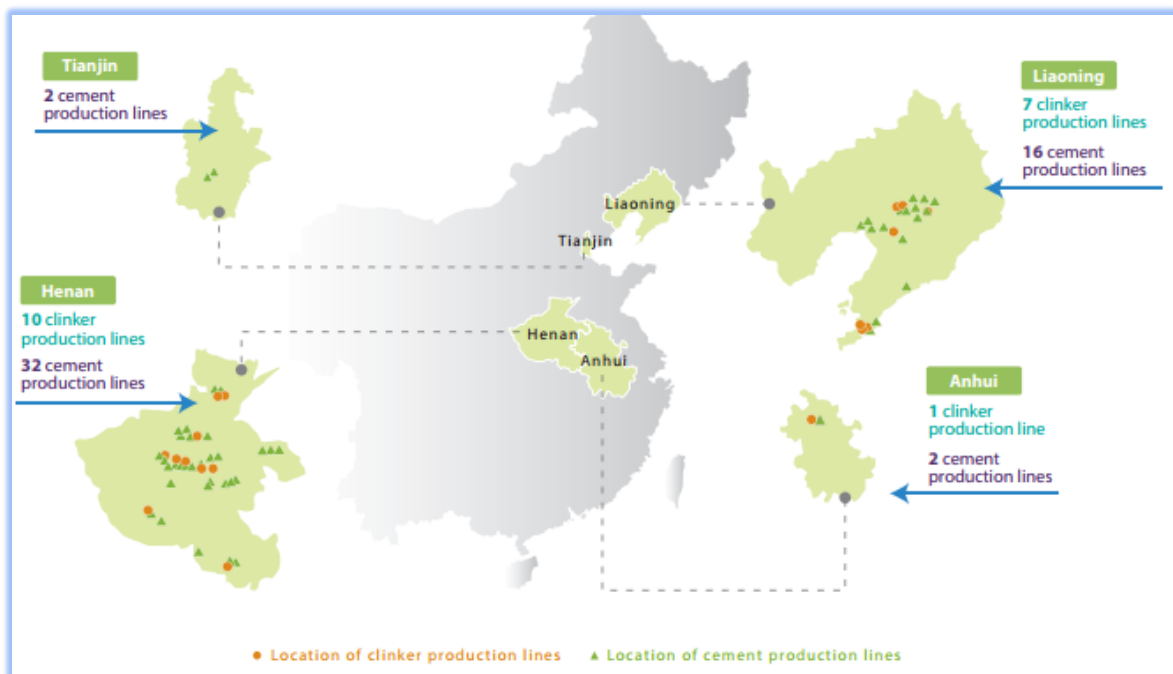 Tianjin
2 cement
production lines
Liaoning
7 clinker
production lines
16 cement
production lines
Liaoning
Tianjin
Henan
10 clinker
production lines
32 cement
production lines
Henan
Anhui
Anhui
1 clinker
production line
2 cement
production lines
Location of clinker production lines
Location of cement production lines